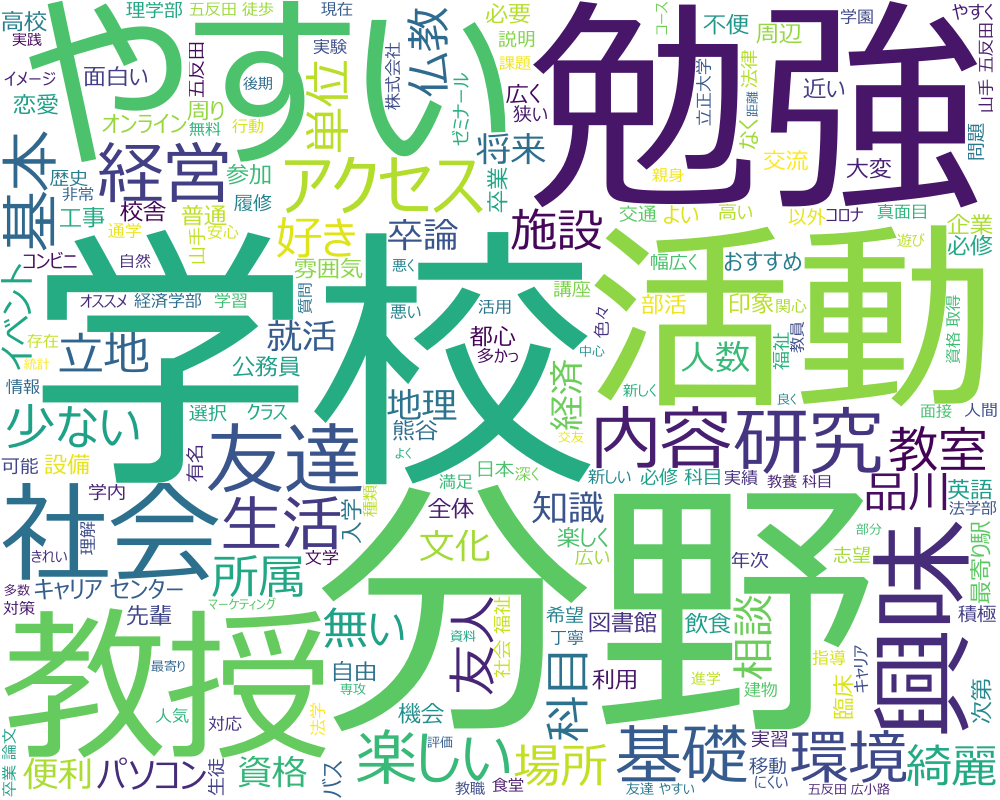 高校
実践
理学部
五反田 徒歩
現在
必要
不便
学園
コース
やすく
やすい
勉強
イメージ
面白い
五反田
実験
仏教
説明
周辺
課題
立正大学
距離
法律
恋愛
オンライン
周り
無料
後期
単位
株式会社
ゼミナール
広く
狭い
近い
山手 五反田
行動
将来
なく
交流
問題
基本
経営
アクセス
卒業
親身
大変
歴史
非常
参加
工事
校舎
普通
履修
好き
卒論
施設
交通
よい
高い
以外
コロナ
真面目
企業
必修
通学
山手
安心
コンビニ
自然
雰囲気
悪く
幅広く
おすすめ
遊び
学校
活動
イベント
オススメ
経済学部
学習
質問
悪い
活用
講座
部活
印象
関心
資格 取得
存在
統計
立地
就活
都心
多かっ
色々
中心
人数
福祉
教員
情報
公務員
経済
新しく
良く
面接
人間
少ない
選択
クラス
地理
熊谷
交友
よく
内容
研究
教室
可能
設備
有名
友達
日本
深く
新しい
必修 科目
実績
教養 科目
品川
英語
法学部
学内
満足
社会
生活
入学
種類
全体
知識
楽しく
広い
年次
部分
志望
最寄り駅
理解
きれい
文学
文化
分野
興味
多数
対策
キャリア センター
所属
マーケティング
先輩
希望
丁寧
図書館
飲食
相談
積極
教授
無い
友人
社会 福祉
資料
科目
利用
進学
指導
キャリア
臨床
次第
最寄り
自由
専攻
建物
人気
対応
法学
機会
卒業 論文
便利
パソコン
生徒
資格
バス
楽しい
評価
教職
食堂
場所
基礎
実習
移動
にくい
環境
綺麗
友達 やすい
五反田 広小路